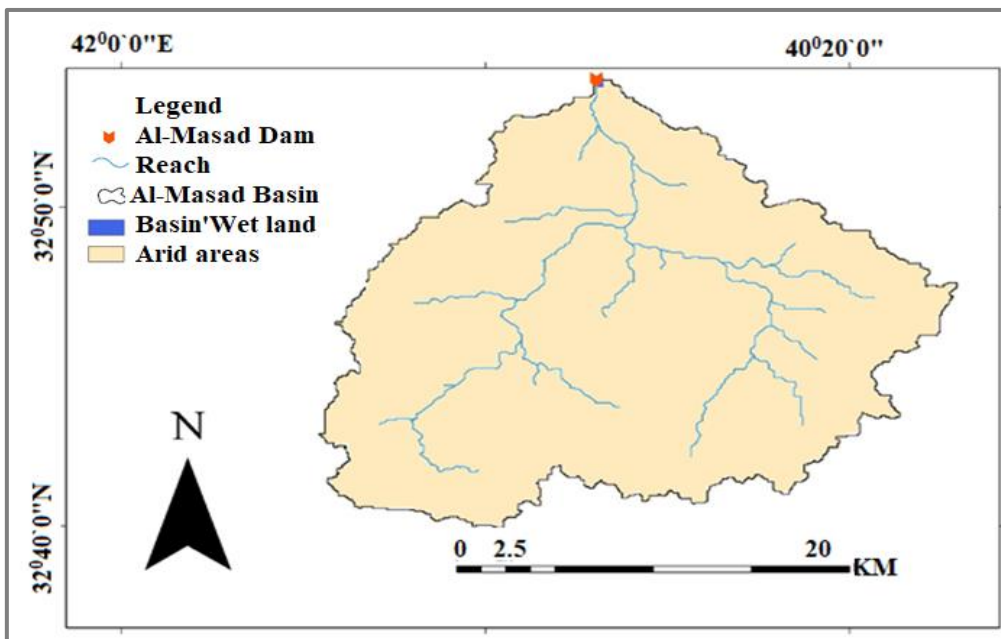 42⁰0`0"E
40⁰20`0"
Legend
Al-Masad Dam
Reach
Al-Masad Basin
Basin'Wet land
Arid areas
32⁰50`0"N
32⁰40`0"N
N
0 2.5 20
KM